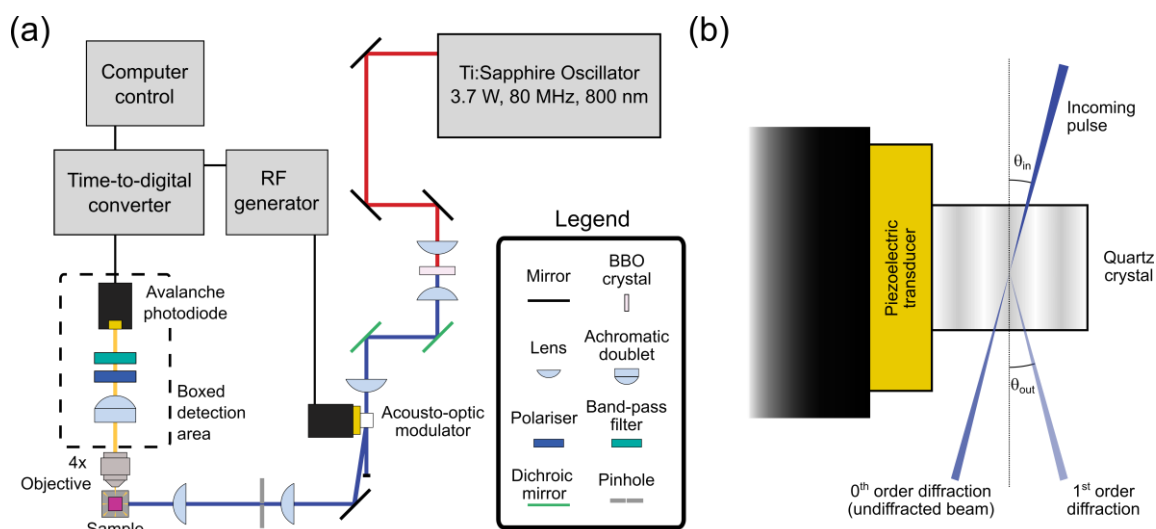 (a)
Computer
control
Time-to-digital
converter
RF
generator
Ti:Sapphire Oscillator
3.7 W, 80 MHz, 800 nm
Avalanche
photodiode
Boxed
detection
area
4x
Objective
Sample
Acousto-optic
modulator
Legend
Mirror
BBO
crystal
Lens
Achromatic
doublet
Polariser
Band-pass
filter
Dichroic
mirror
Pinhole
(b)
Incoming
pulse
θin
Piezoelectric
transducer
Quartz
crystal
θout
0th order diffraction
(undiffracted beam)
1st order
diffraction